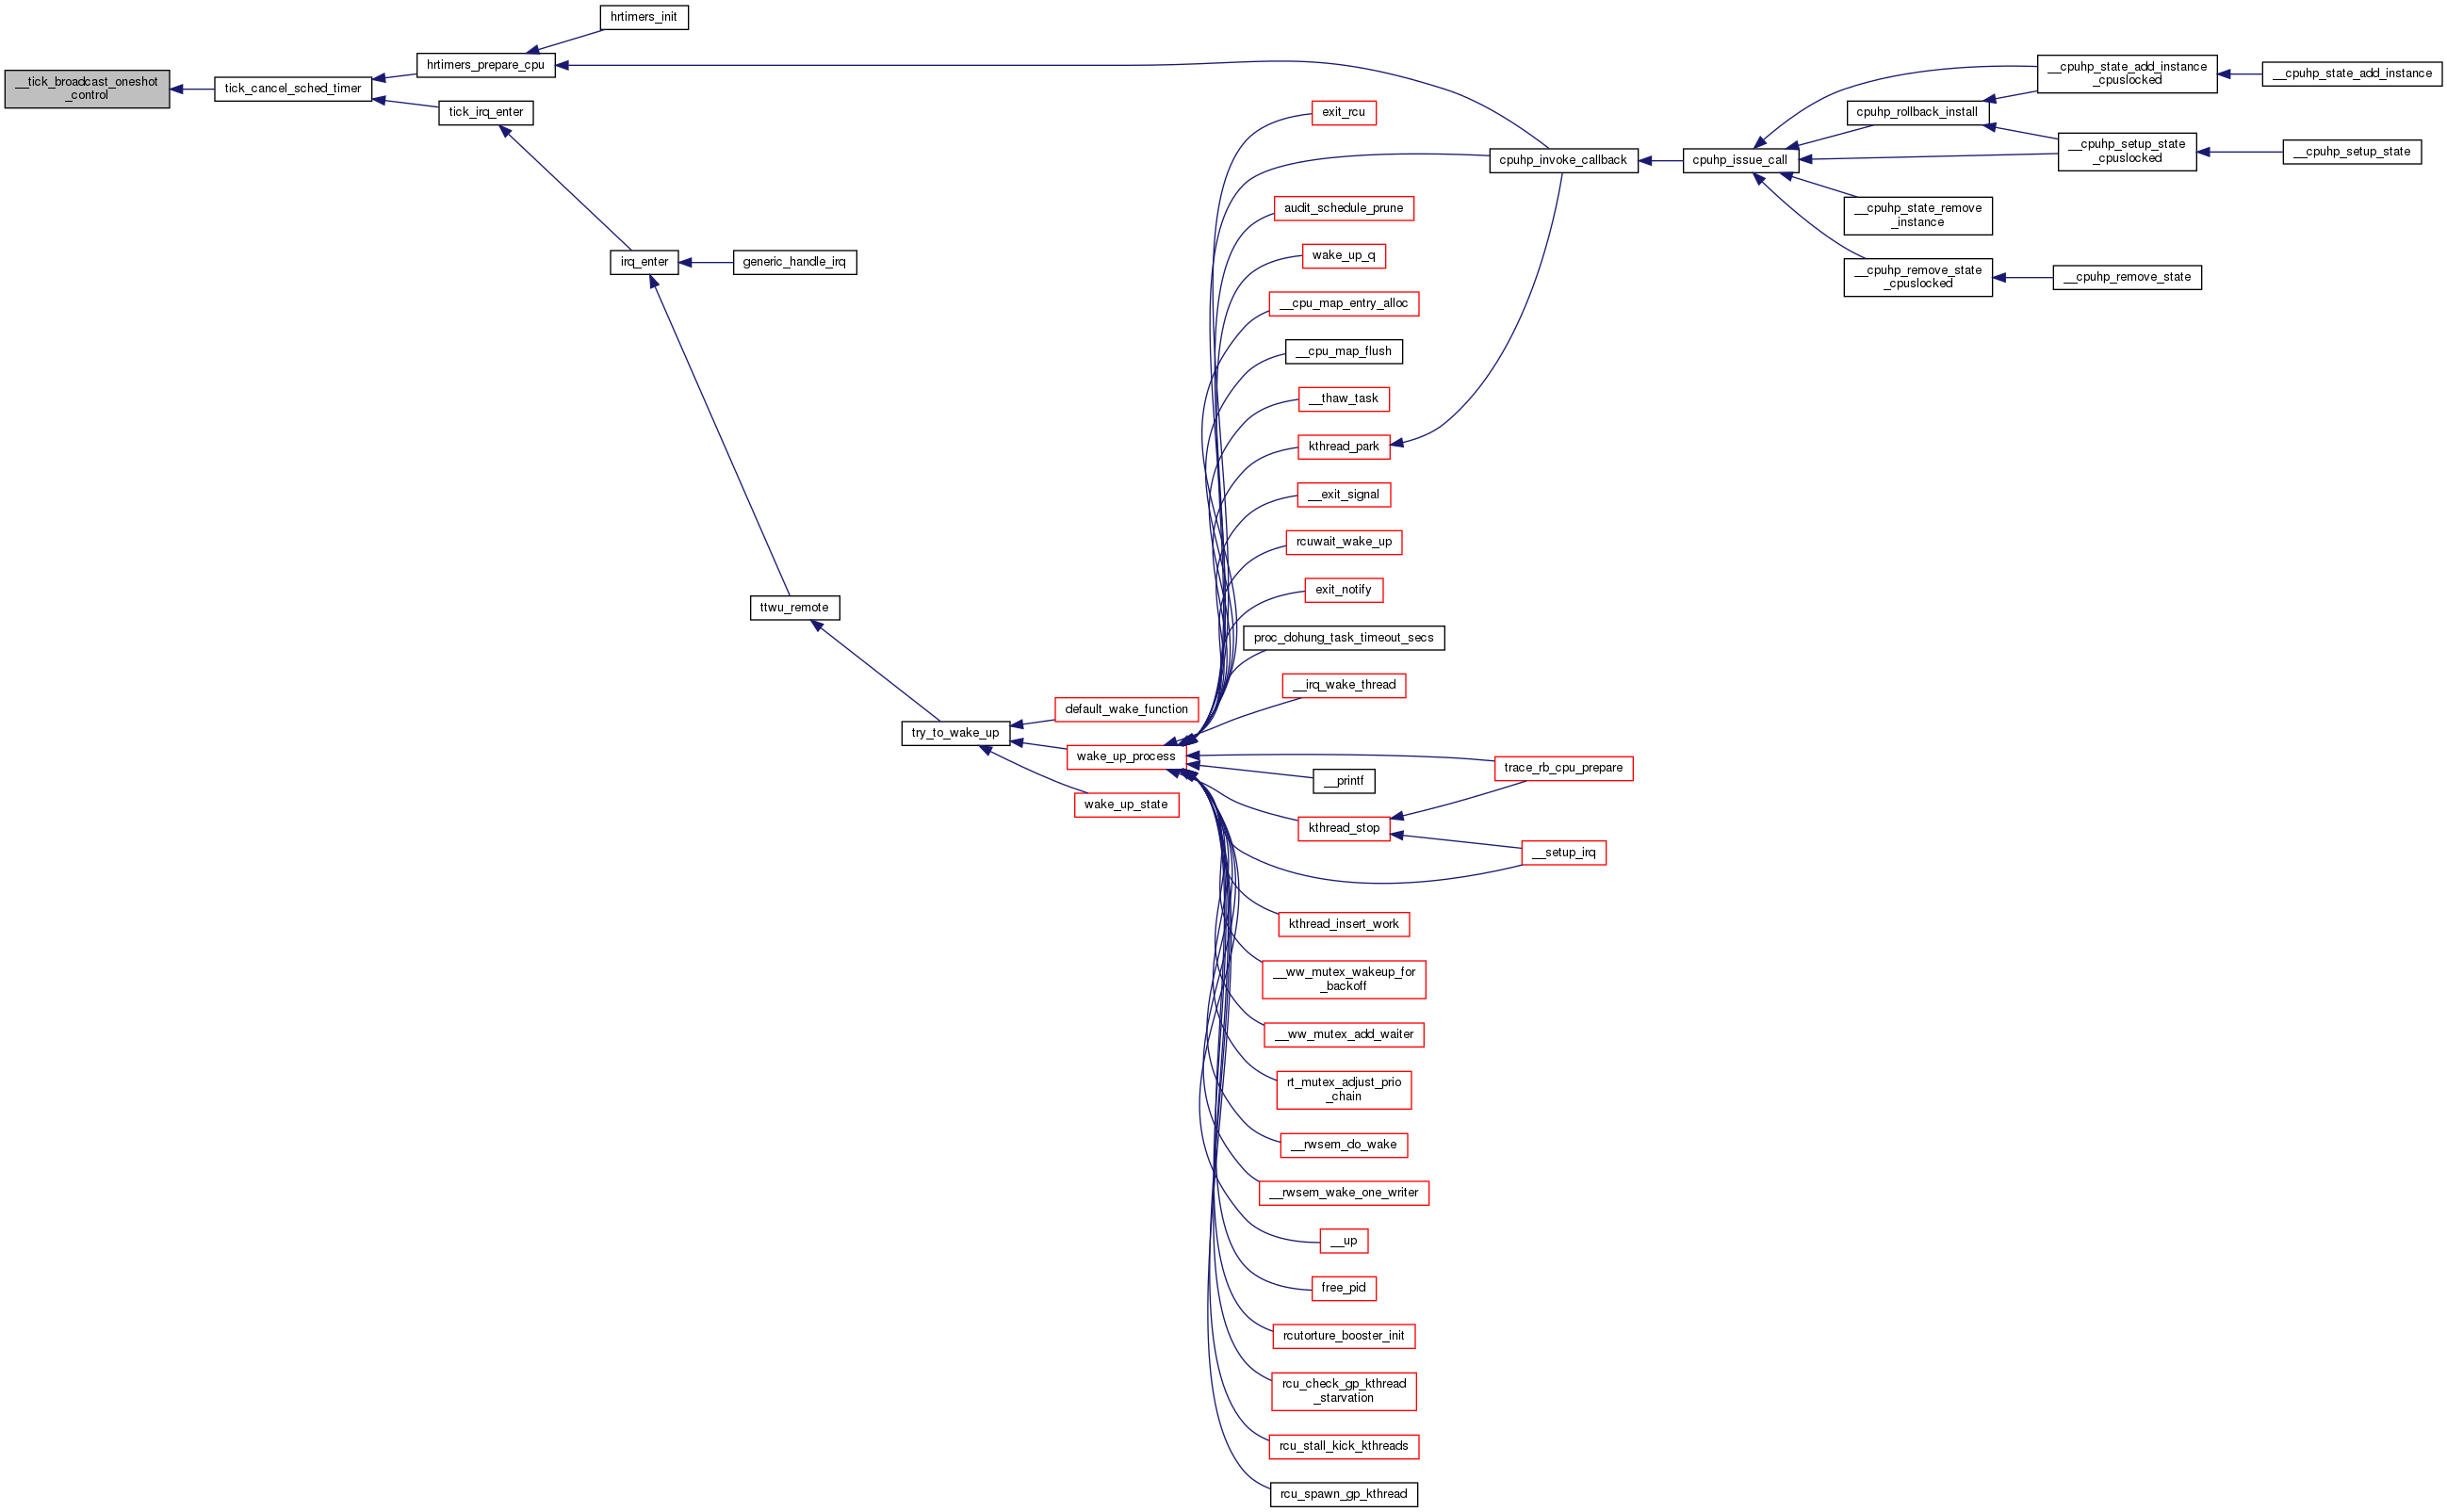 hrtimers_init
hrtimers_prepare_cpu
__tick_broadcast_oneshot
_control
tick_cancel_sched_timer
tick_irq_enter
irq_enter
generic_handle_irq
ttwu_remote
try_to_wake_up
default_wake_function
wake_up_process
wake_up_state
exit_rcu
cpuhp_invoke_callback
audit_schedule_prune
wake_up_q
__cpu_map_entry_alloc
__cpu_map_flush
__thaw_task
kthread_park
__exit_signal
rcuwait_wake_up
exit_notify
proc_dohung_task_timeout_secs
__irq_wake_thread
trace_rb_cpu_prepare
__printf
kthread_stop
__setup_irq
kthread_insert_work
__ww_mutex_wakeup_for
_backoff
__ww_mutex_add_waiter
rt_mutex_adjust_prio
_chain
__rwsem_do_wake
__rwsem_wake_one_writer
__up
free_pid
rcutorture_booster_init
rcu_check_gp_kthread
_starvation
rcu_stall_kick_kthreads
rcu_spawn_gp_kthread
cpuhp_issue_call
__cpuhp_state_add_instance
_cpuslocked
__cpuhp_state_add_instance
cpuhp_rollback_install
__cpuhp_setup_state
_cpuslocked
__cpuhp_setup_state
__cpuhp_state_remove
_instance
__cpuhp_remove_state
_cpuslocked
__cpuhp_remove_state